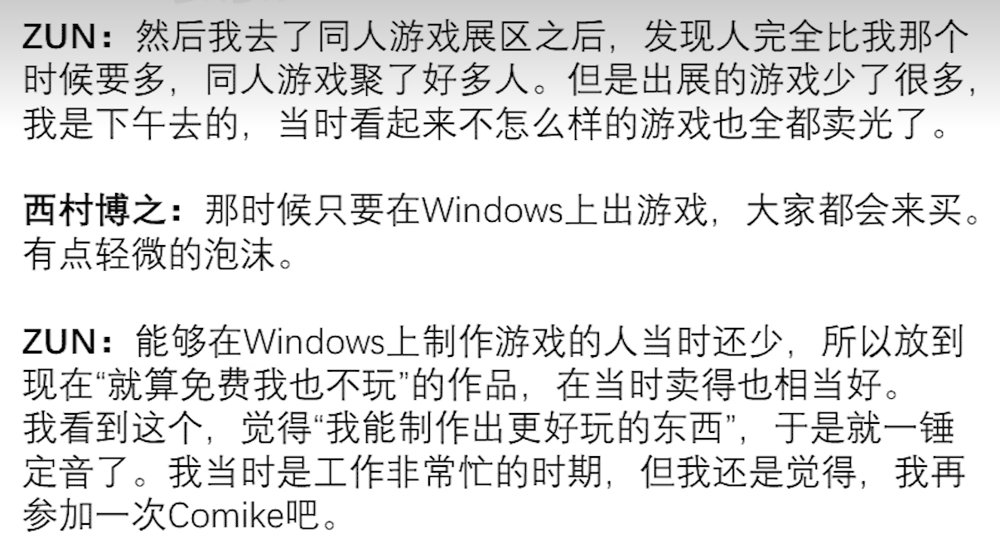 ZUN：然后我去了同人游戏展区之后，发现人完全比我那个
时候要多，同人游戏聚了好多人。但是出展的游戏少了很多，
我是下午去的，当时看起来不怎么样的游戏也全都卖光了。
西村博之：那时候只要在Windows上出游戏，大家都会来买。
有点轻微的泡沫。
ZUN：能够在Windows上制作游戏的人当时还少，所以放到
现在“就算免费我也不玩”的作品，在当时卖得也相当好。
我看到这个，觉得“我能制作出更好玩的东西”，于是就一锤
定音了。我当时是工作非常忙的时期，但我还是觉得，我再
参加一次Comike吧。